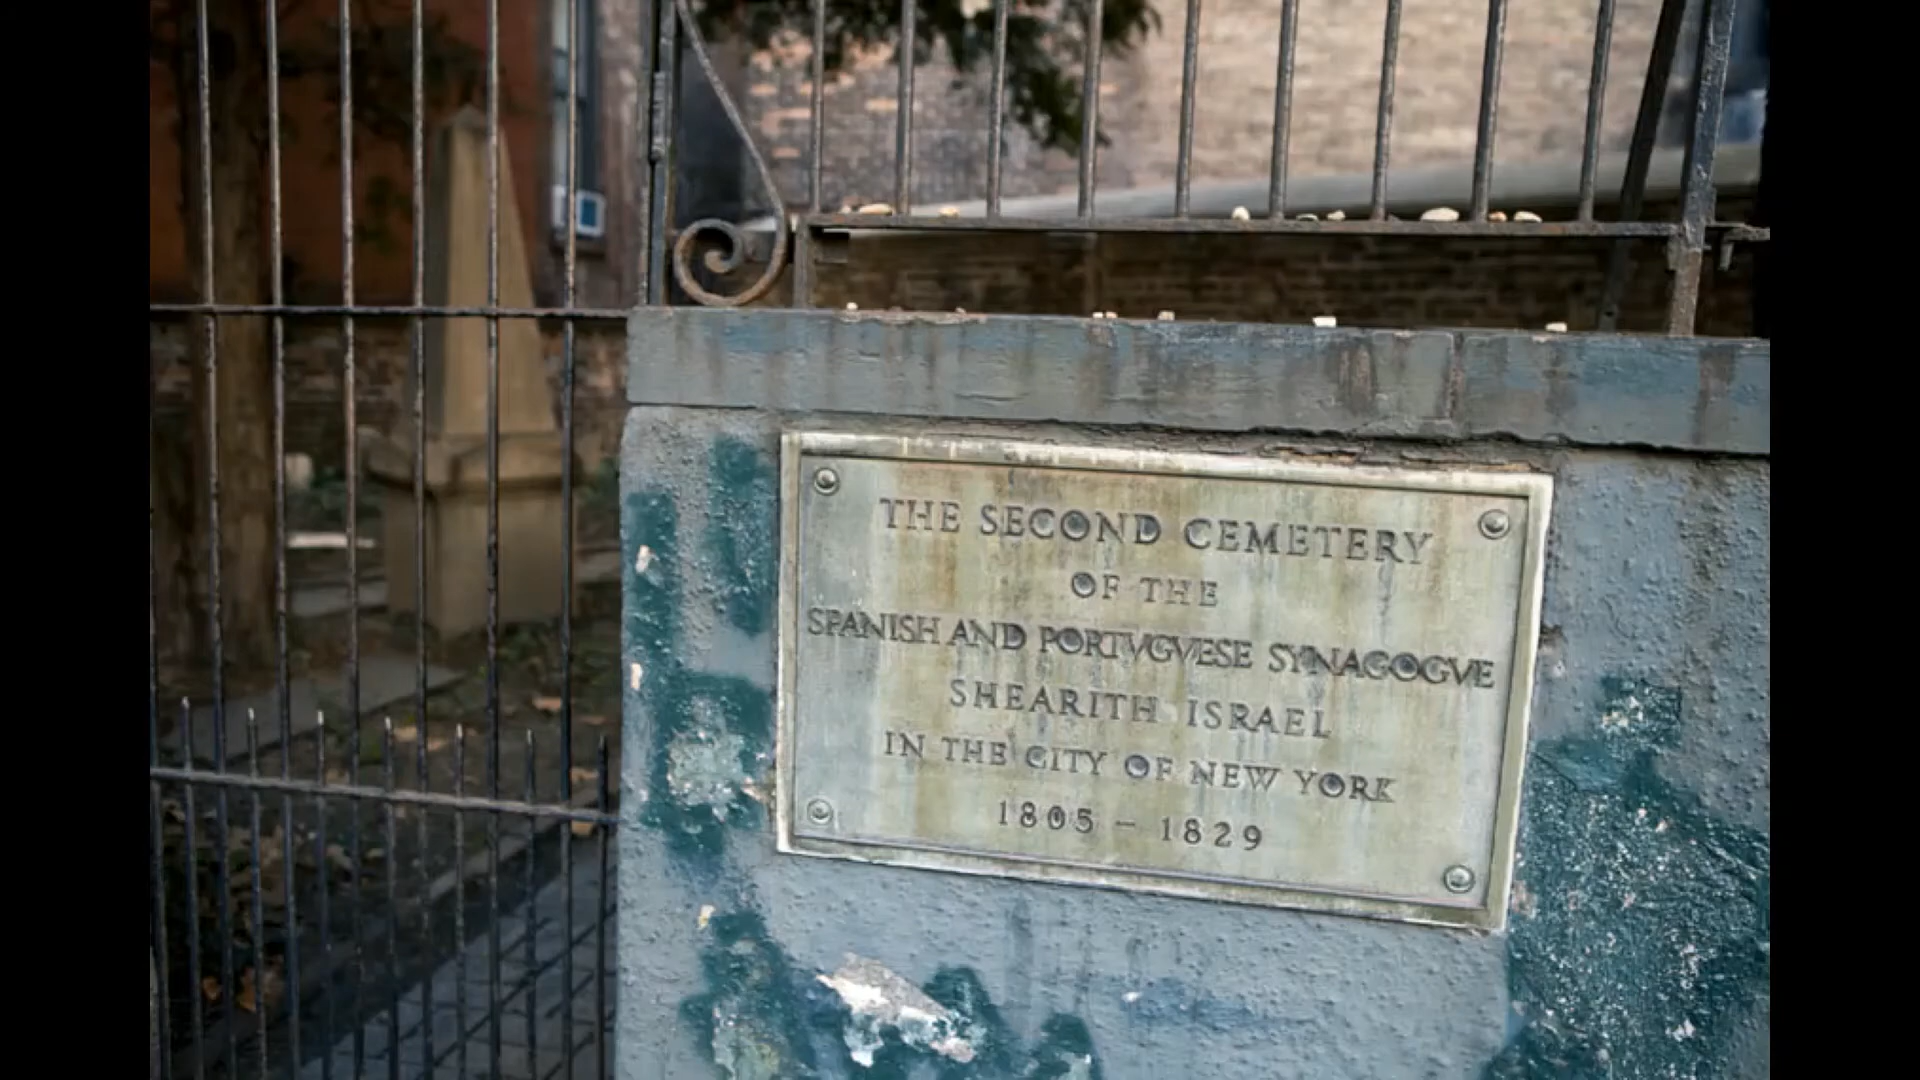 THE SECOND CEMETERY
OF THE
SPANISH AND PORTVGVESE SYNAGOGVE
SHEARITH ISRAEL
IN THE CITY OF NEW YORK
1805 - 1829